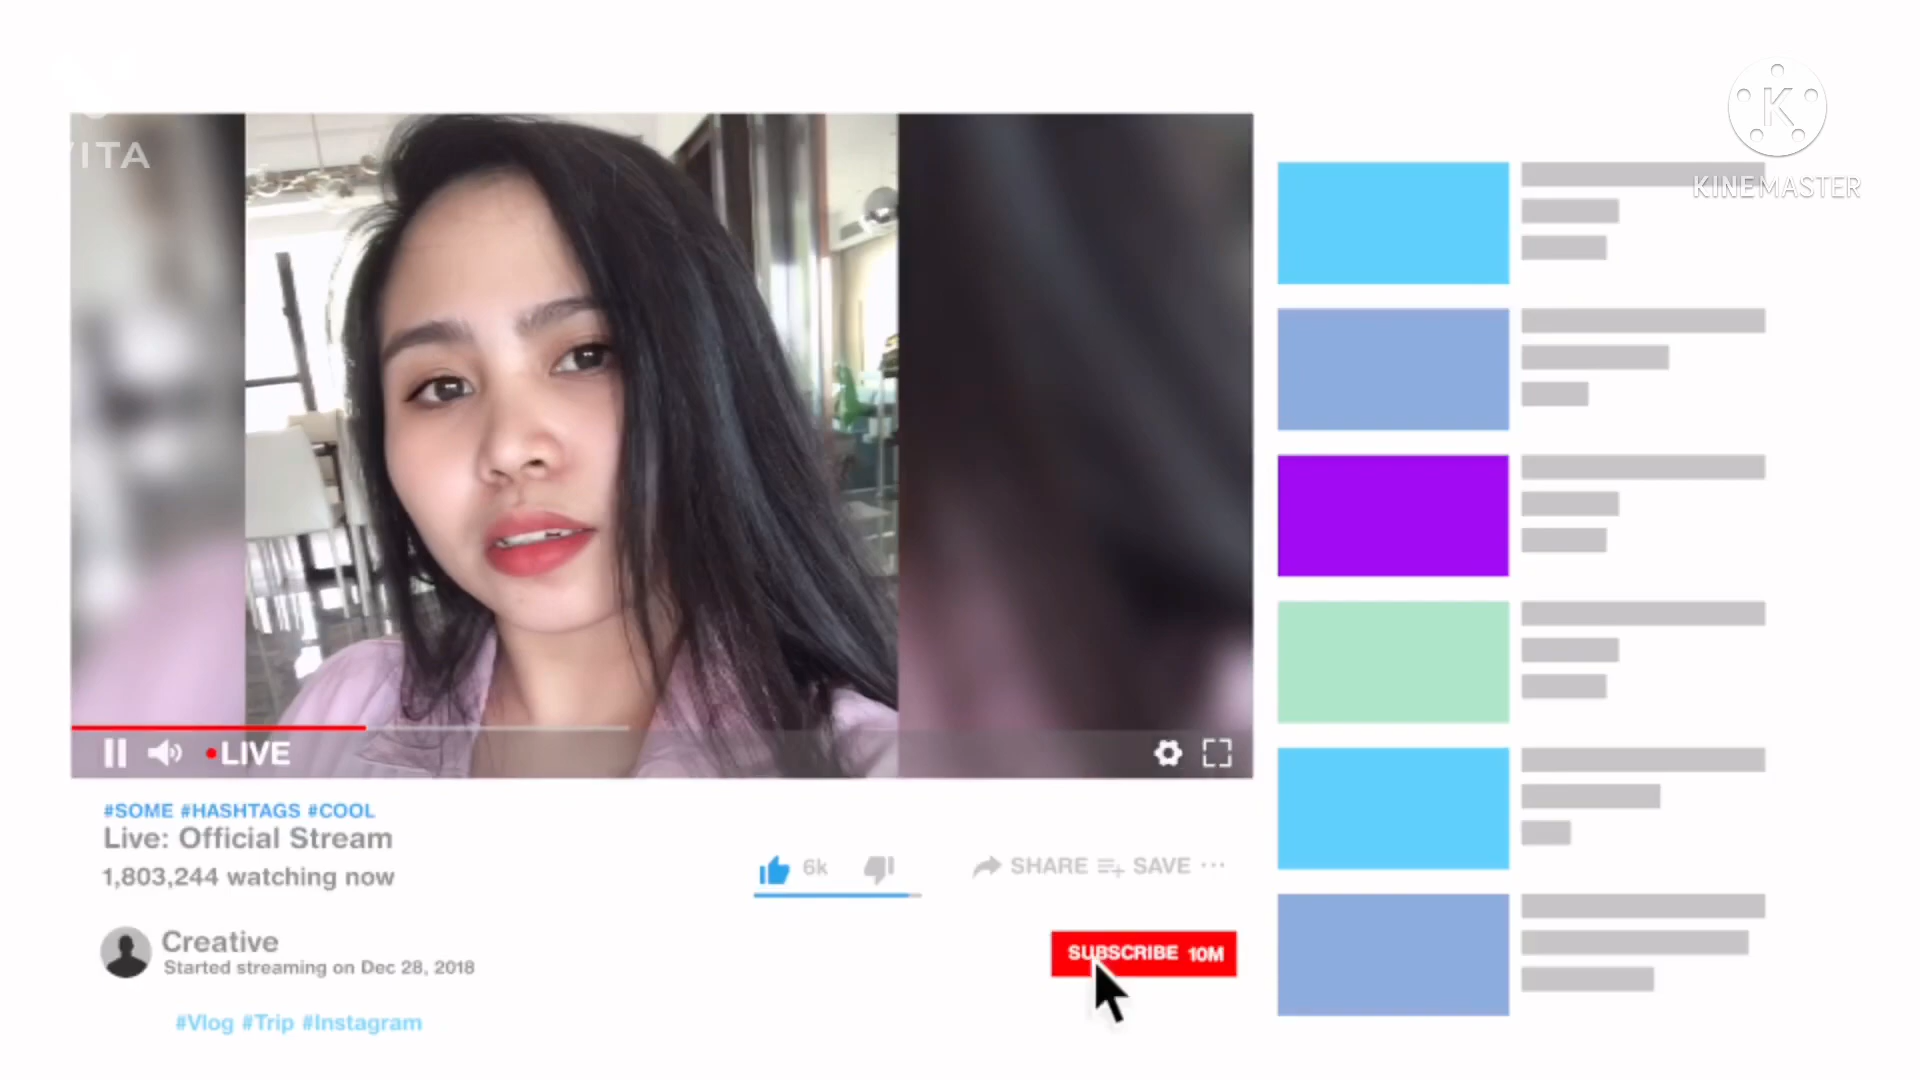 VITA
KINEMASTER
LIVE
#SOME #HASHTAGS #COOL
Live: Official Stream
1,803,244 watching now
6k
SHARE
SAVE
Creative
Started streaming on Dec 28, 2018
SUBSCRIBE 10M
#Vlog #Trip #Instagram